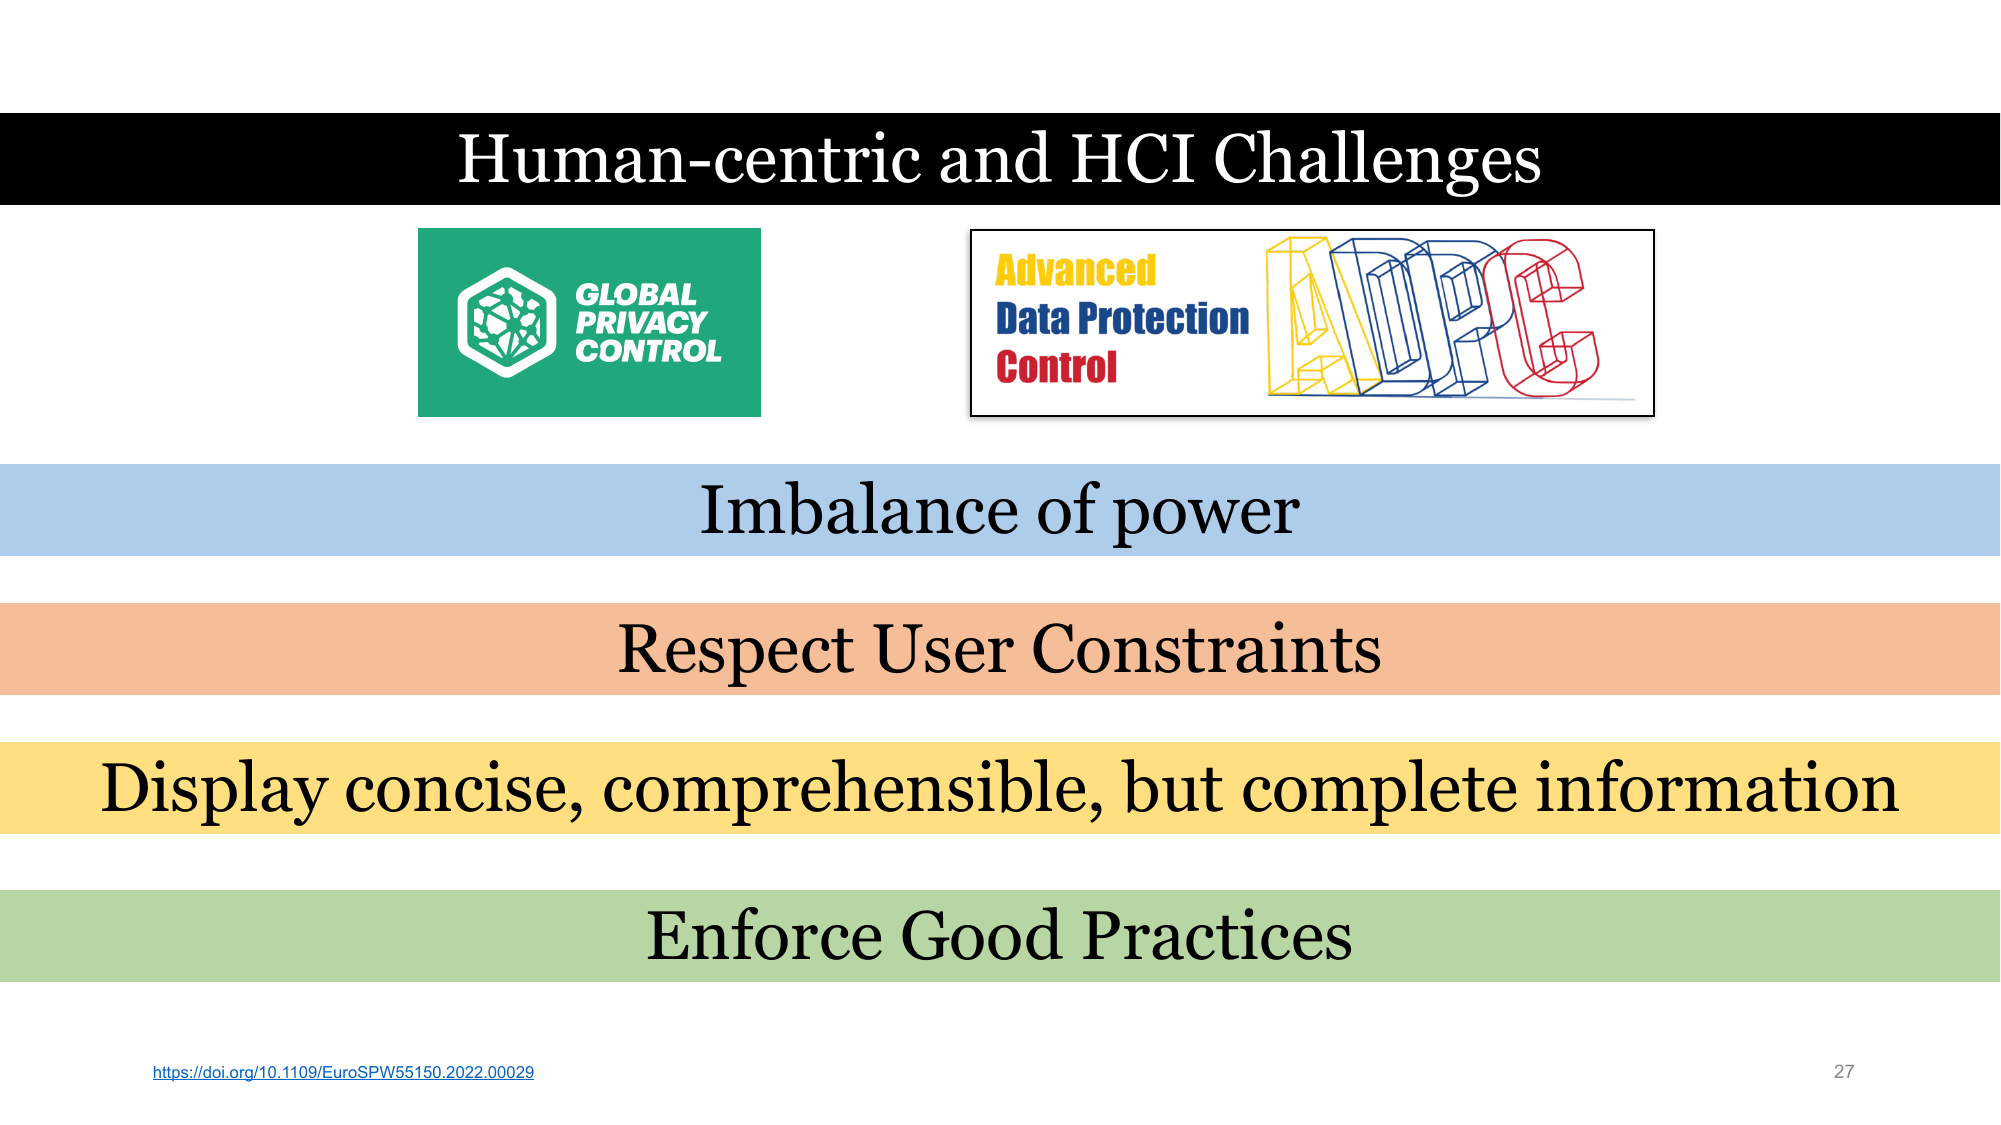 Human-centric and HCI Challenges
GLOBAL
PRIVACY
CONTROL
Advanced
Data Protection
Control
ADPC
Imbalance of power
Respect User Constraints
Display concise, comprehensible, but complete information
Enforce Good Practices
https://doi.org/10.1109/EuroSPW55150.2022.00029
27